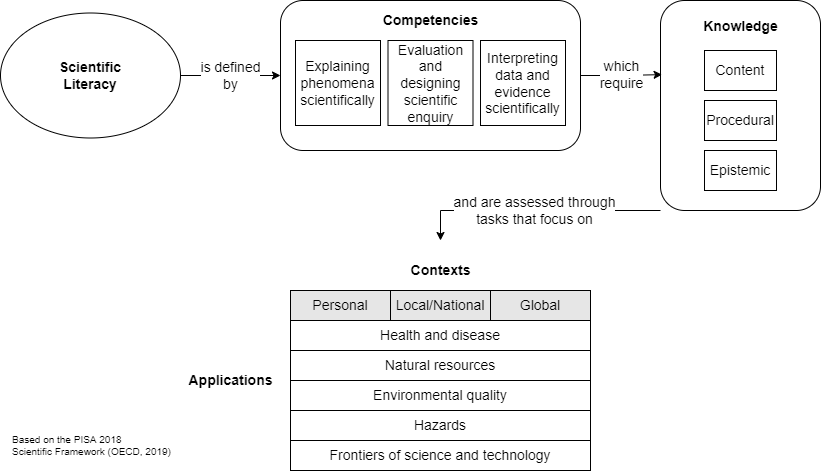 Scientific
Literacy
is defined
by
Competencies
Explaining
phenomena
scientifically
Evaluation
and
designing
scientific
enquiry
Interpreting
data and
evidence
scientifically
which
require
Knowledge
Content
Procedural
Epistemic
and are assessed through
tasks that focus on
Contexts
Personal
Local/National
Global
Applications
Health and disease
Natural resources
Environmental quality
Hazards
Frontiers of science and technology
Based on the PISA 2018
Scientific Framework (OECD, 2019)